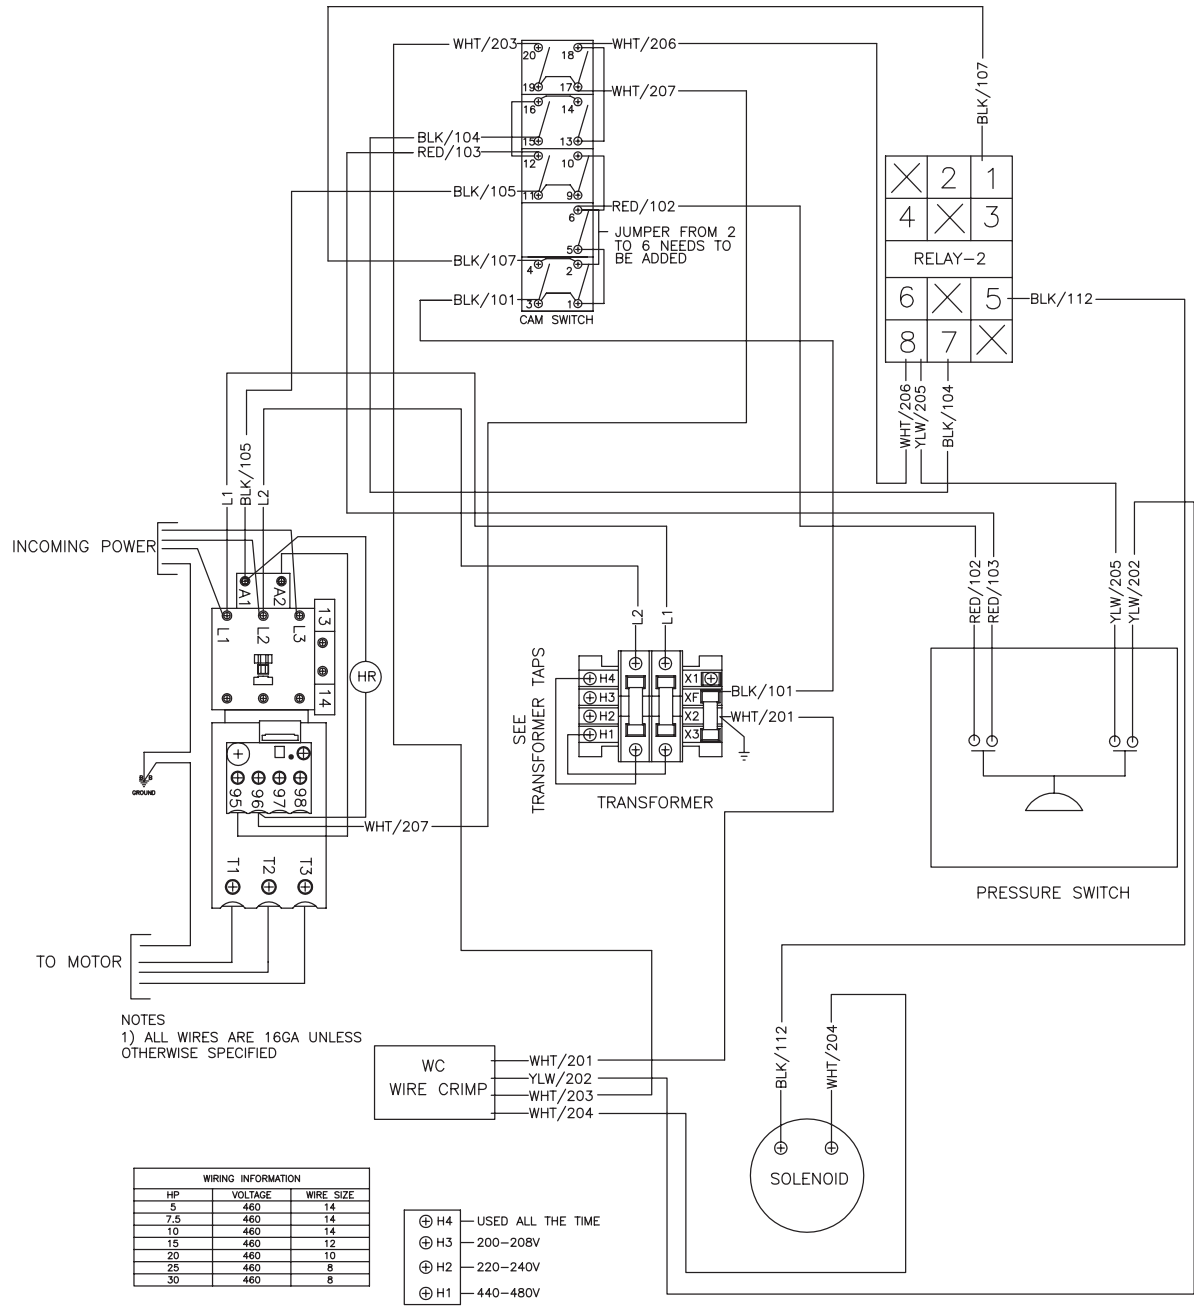 WHT/203
20
18
WHT/206
19
17
WHT/207
16
14
BLK/104
15
13
RED/103
12
10
BLK/105
11
9
6
RED/102
5
JUMPER FROM 2
TO 6 NEEDS TO
BE ADDED
BLK/107
4
2
BLK/101
3
1
CAM SWITCH
BLK/107
2
1
4
3
RELAY-2
6
5
BLK/112
8
7
WHT/206
YLW/205
BLK/104
L1
BLK/105
L2
INCOMING POWER
A1
A2
L1
L2
L3
13
14
HR
95
96
97
98
WHT/207
GROUND
T1
T2
T3
TO MOTOR
NOTES
1) ALL WIRES ARE 16GA UNLESS
OTHERWISE SPECIFIED
L2
L1
SEE
TRANSFORMER TAPS
H4
H3
H2
H1
X1
XF
X2
X3
BLK/101
WHT/201
TRANSFORMER
RED/102
RED/103
YLW/205
YLW/202
PRESSURE SWITCH
WC
WIRE CRIMP
WHT/201
YLW/202
WHT/203
WHT/204
BLK/112
WHT/204
SOLENOID
WIRING INFORMATION
HP VOLTAGE WIRE SIZE
5 460 14
7.5 460 14
10 460 14
15 460 12
20 460 10
25 460 8
30 460 8
H4 USED ALL THE TIME
H3 200-208V
H2 220-240V
H1 440-480V